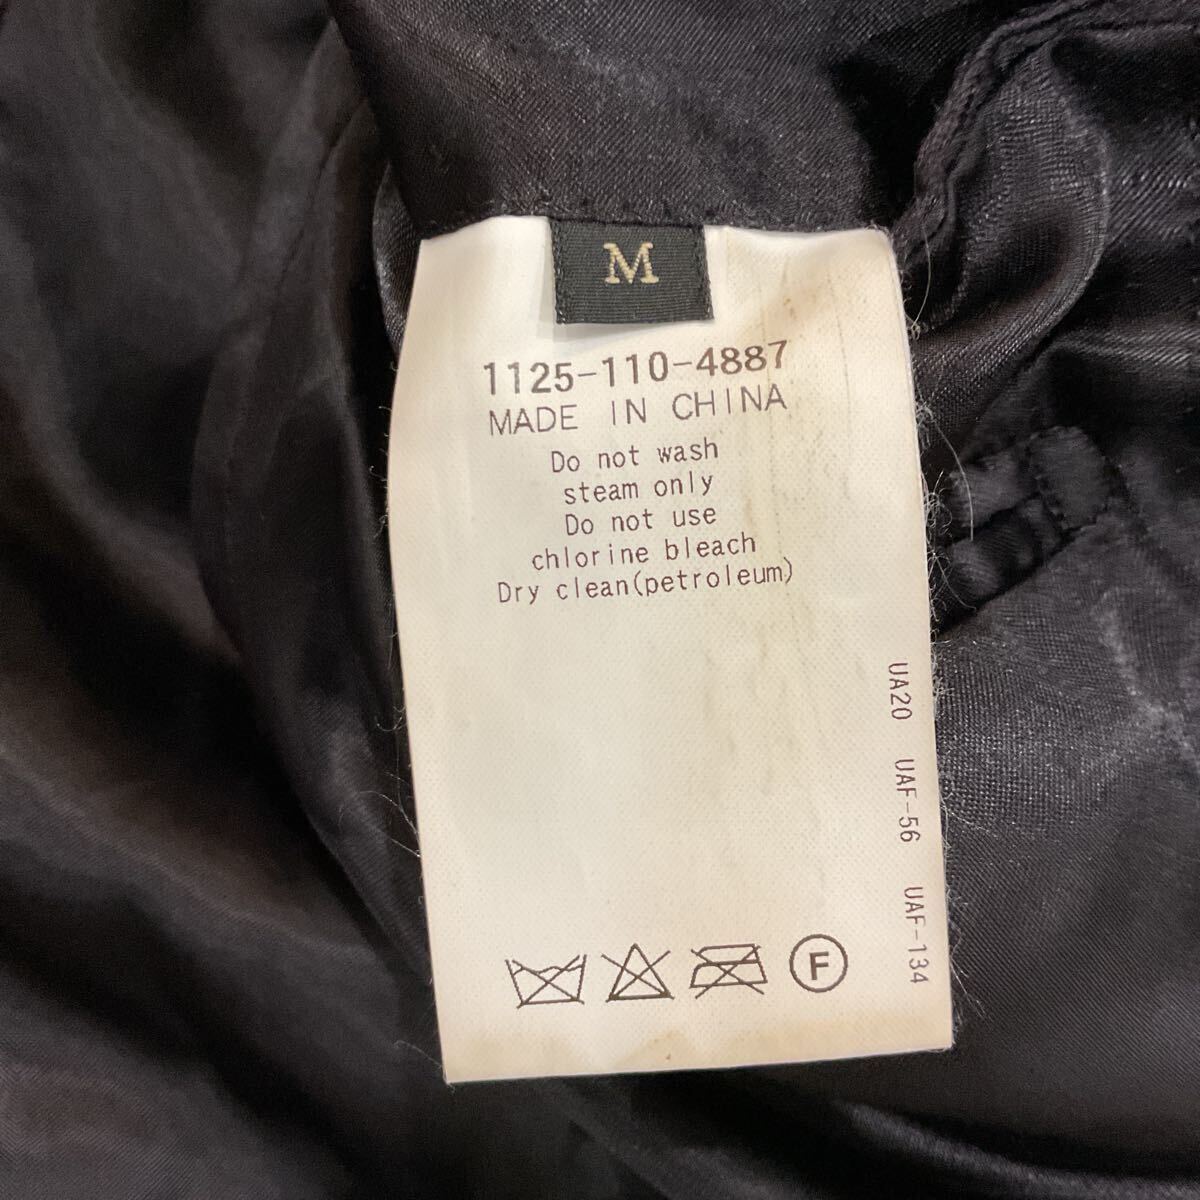 M
1125-110-4887
MADE IN CHINA
Do not wash
steam only
Do not use
chlorine bleach
Dry clean(petroleum)
UA20 UAF-56 UAF-134
F